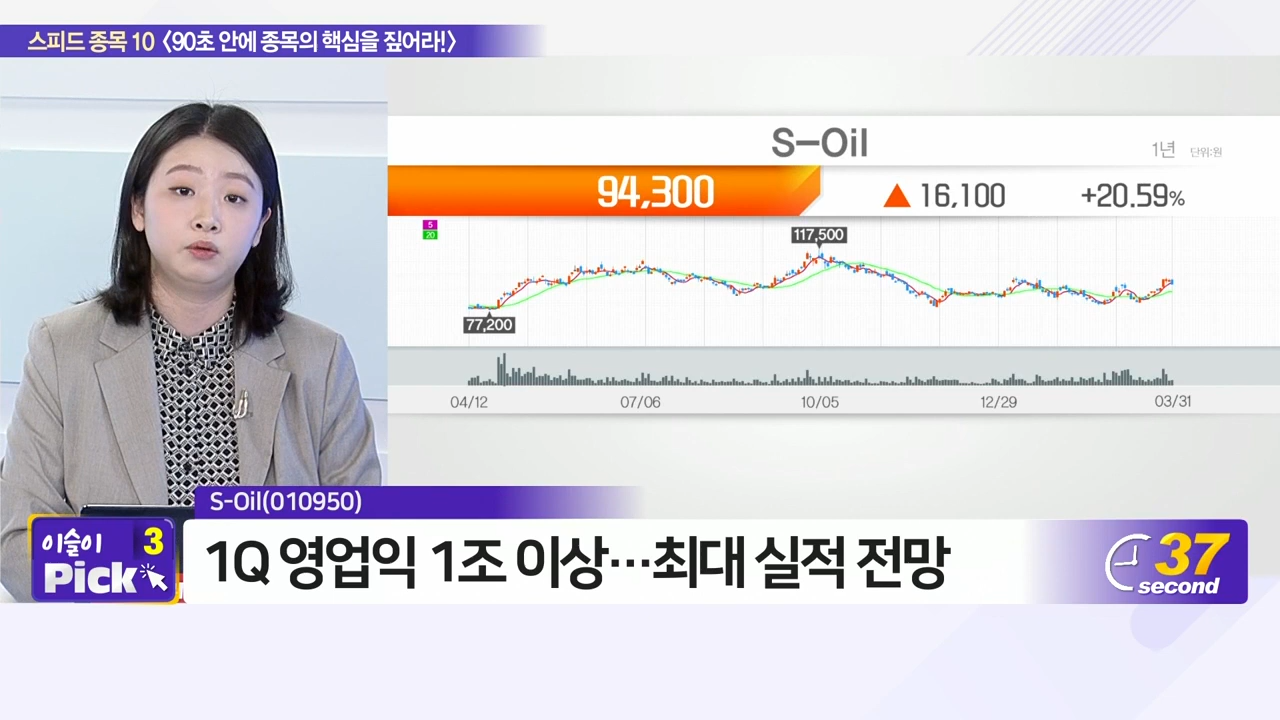 스피드 종목 10 <90초 안에 종목의 핵심을 짚어라!>
S-Oil
1년 단위:원
94,300 ▲ 16,100 +20.59%
5
20
117,500
77,200
04/12 07/06 10/05 12/29 03/31
S-Oil(010950)
이슬이 3
Pick
1Q 영업익 1조 이상…최대 실적 전망
37
second